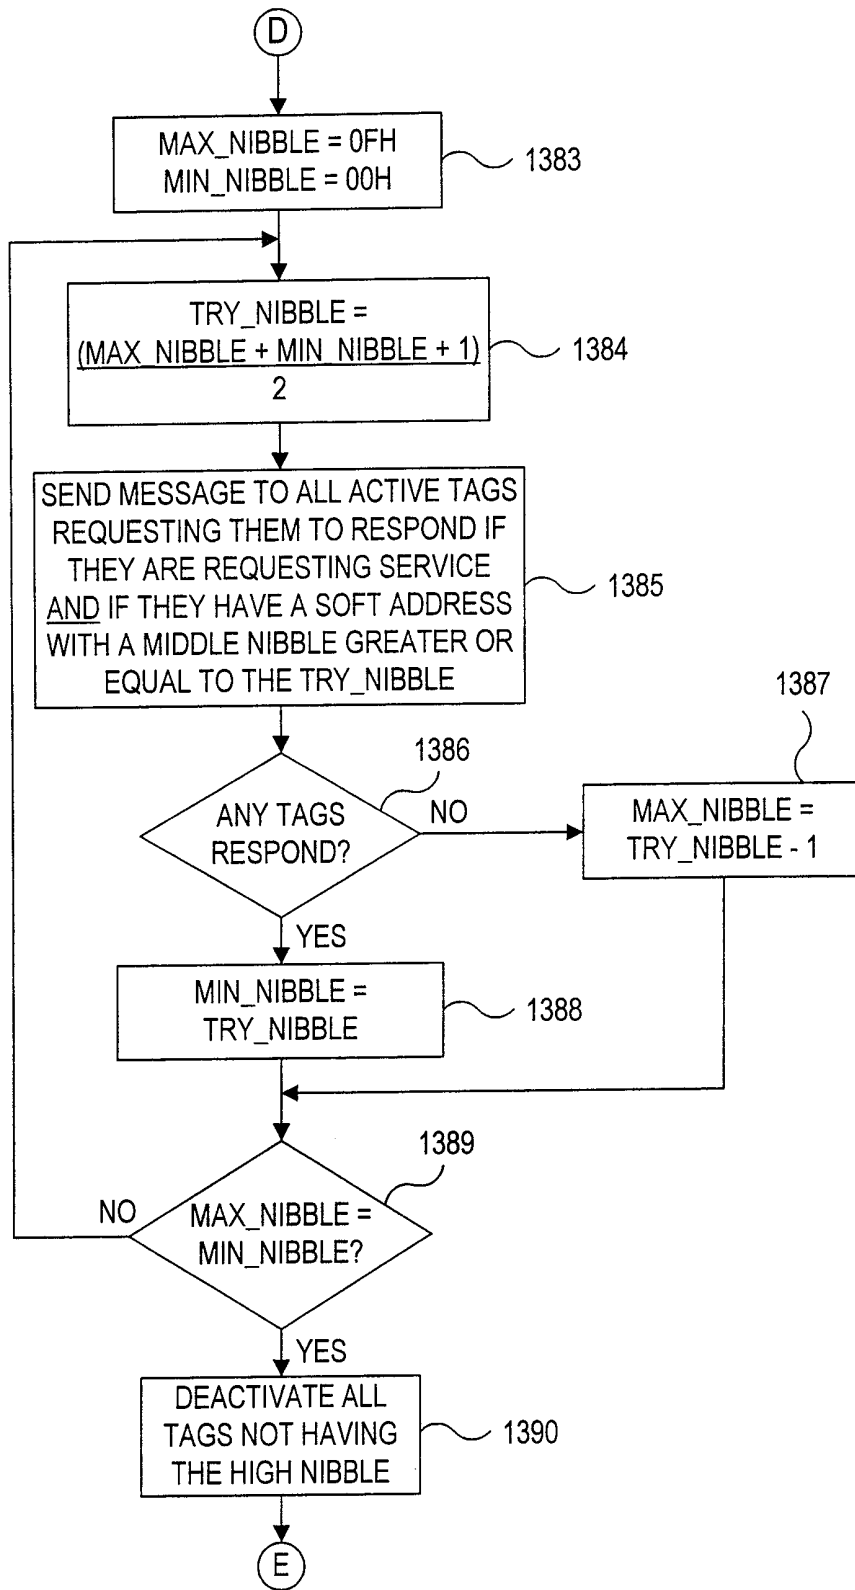 D
MAX_NIBBLE = 0FH
MIN_NIBBLE = 00H
1383
TRY_NIBBLE =
(MAX_NIBBLE + MIN_NIBBLE + 1)
2
1384
SEND MESSAGE TO ALL ACTIVE TAGS
REQUESTING THEM TO RESPOND IF
THEY ARE REQUESTING SERVICE
AND IF THEY HAVE A SOFT ADDRESS
WITH A MIDDLE NIBBLE GREATER OR
EQUAL TO THE TRY_NIBBLE
1385
1386
ANY TAGS
RESPOND?
NO
1387
MAX_NIBBLE =
TRY_NIBBLE - 1
YES
MIN_NIBBLE =
TRY_NIBBLE
1388
1389
NO
MAX_NIBBLE =
MIN_NIBBLE?
YES
DEACTIVATE ALL
TAGS NOT HAVING
THE HIGH NIBBLE
1390
E